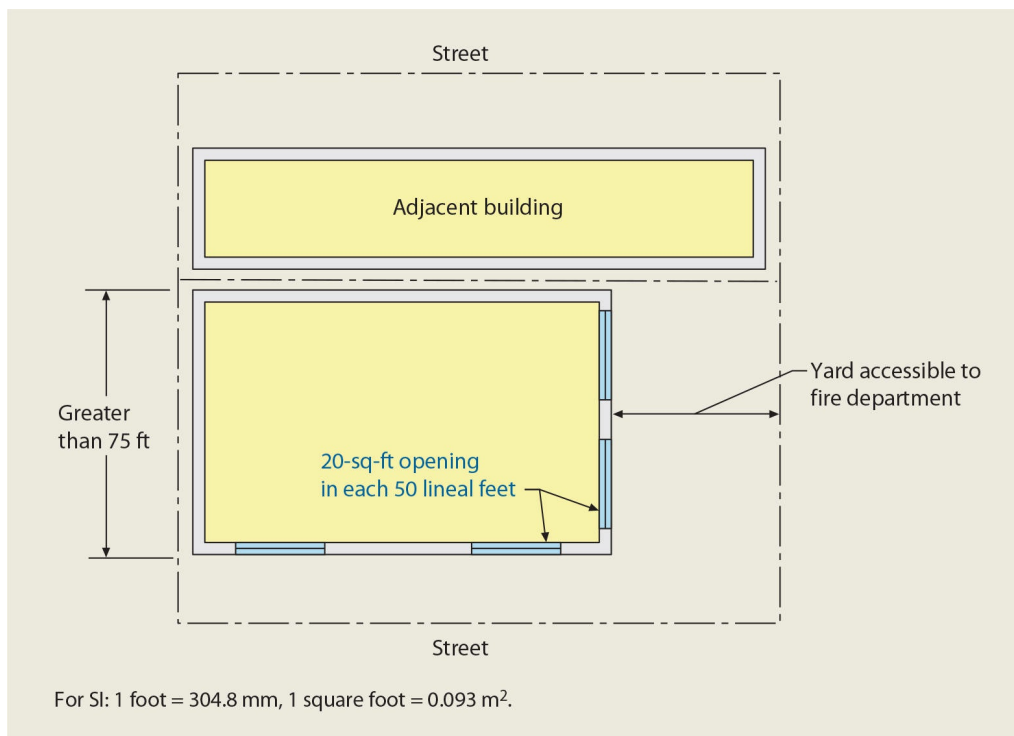 Street
Adjacent building
Yard accessible to
fire department
Greater
than 75 ft
20-sq-ft opening
in each 50 lineal feet
Street
For SI: 1 foot = 304.8 mm, 1 square foot = 0.093 m².